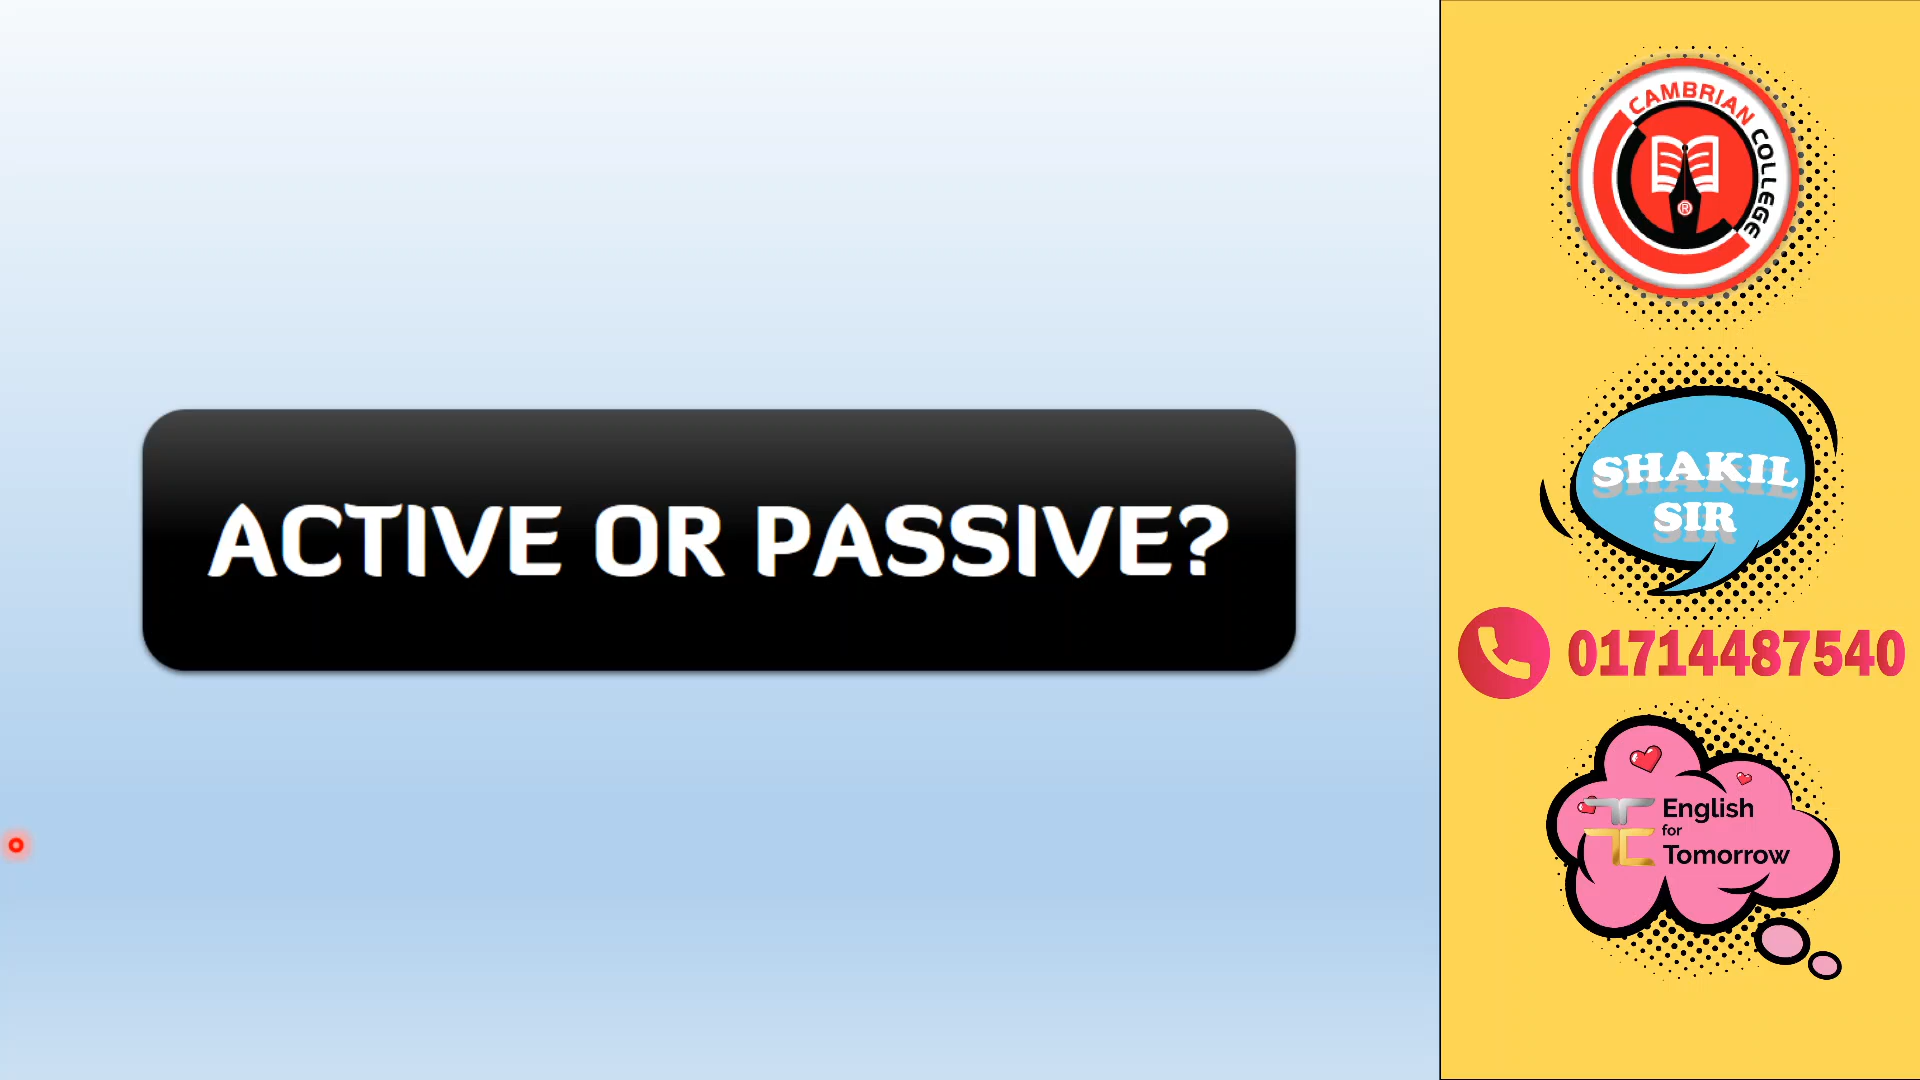 ACTIVE OR PASSIVE?
CAMBRIAN COLLEGE
®
SHAKIL
SIR
01714487540
English
for
Tomorrow